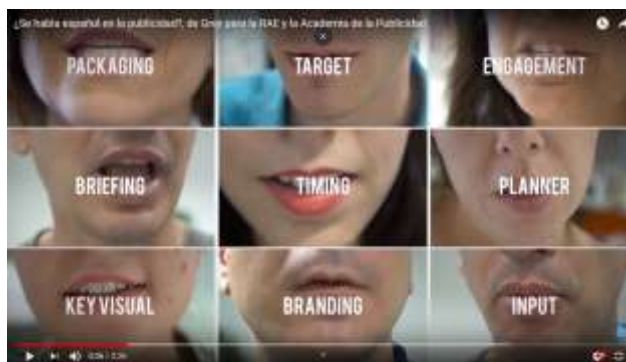 ¿Se habla español en la publicidad?, de Grey para la RAE y la Academia de la Publicidad
PACKAGING
TARGET
ENGAGEMENT
BRIEFING
TIMING
PLANNER
KEY VISUAL
BRANDING
INPUT